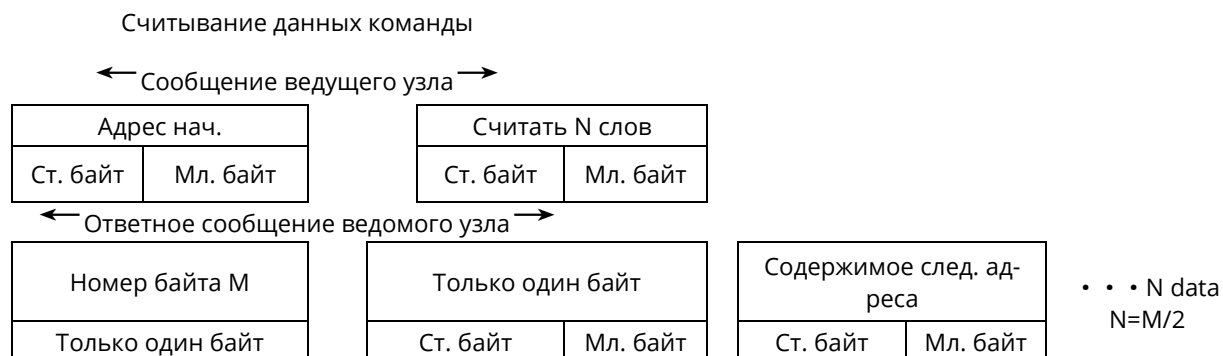 Считывание данных команды
Сообщение ведущего узла
Адрес нач. Считать N слов
Ст. байт Мл. байт Ст. байт Мл. байт
Ответное сообщение ведомого узла
Номер байта M Только один байт Содержимое след. ад-
реса
• • • N data
N=M/2
Только один байт Ст. байт Мл. байт Ст. байт Мл. байт